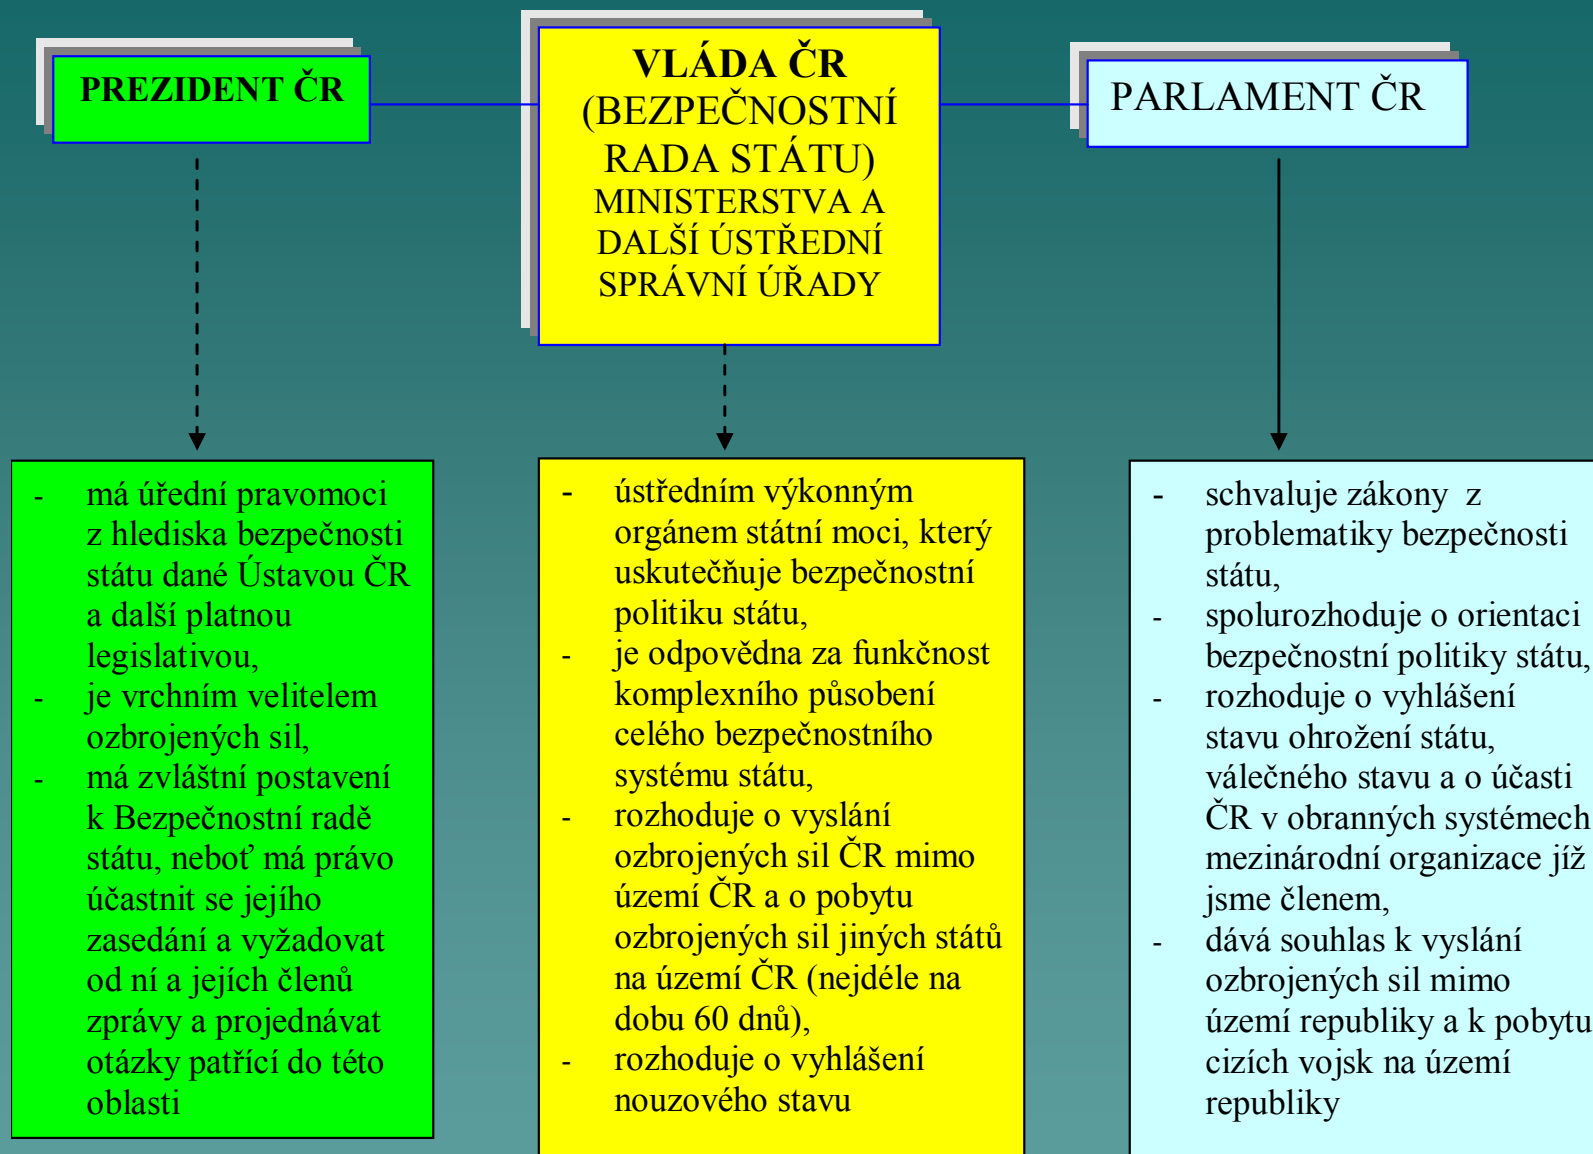 PREZIDENT ČR
VLÁDA ČR
(BEZPEČNOSTNÍ
RADA STÁTU)
MINISTERSTVA A
DALŠÍ ÚSTŘEDNÍ
SPRÁVNÍ ÚŘADY
PARLAMENT ČR
- má úřední pravomoci
z hlediska bezpečnosti
státu dané Ústavou ČR
a další platnou
legislativou,
- je vrchním velitelem
ozbrojených sil,
- má zvláštní postavení
k Bezpečnostní radě
státu, neboť má právo
účastnit se jejího
zasedání a vyžadovat
od ní a jejích členů
zprávy a projednávat
otázky patřící do této
oblasti
- ústředním výkonným
orgánem státní moci, který
uskutečňuje bezpečnostní
politiku státu,
- je odpovědna za funkčnost
komplexního působení
celého bezpečnostního
systému státu,
- rozhoduje o vyslání
ozbrojených sil ČR mimo
území ČR a o pobytu
ozbrojených sil jiných států
na území ČR (nejdéle na
dobu 60 dnů),
- rozhoduje o vyhlášení
nouzového stavu
- schvaluje zákony z
problematiky bezpečnosti
státu,
- spolurozhoduje o orientaci
bezpečnostní politiky státu,
- rozhoduje o vyhlášení
stavu ohrožení státu,
válečného stavu a o účasti
ČR v obranných systémech
mezinárodní organizace jíž
jsme členem,
- dává souhlas k vyslání
ozbrojených sil mimo
území republiky a k pobytu
cizích vojsk na území
republiky